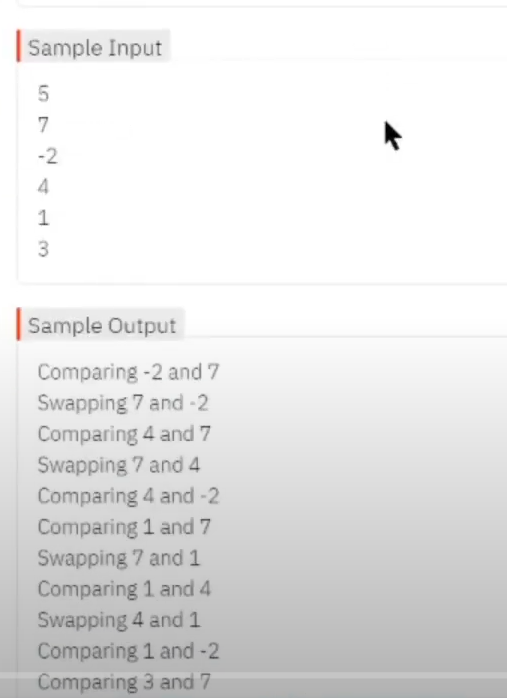 Sample Input
5
7
-2
4
1
3
Sample Output
Comparing -2 and 7
Swapping 7 and -2
Comparing 4 and 7
Swapping 7 and 4
Comparing 4 and -2
Comparing 1 and 7
Swapping 7 and 1
Comparing 1 and 4
Swapping 4 and 1
Comparing 1 and -2
Comparing 3 and 7